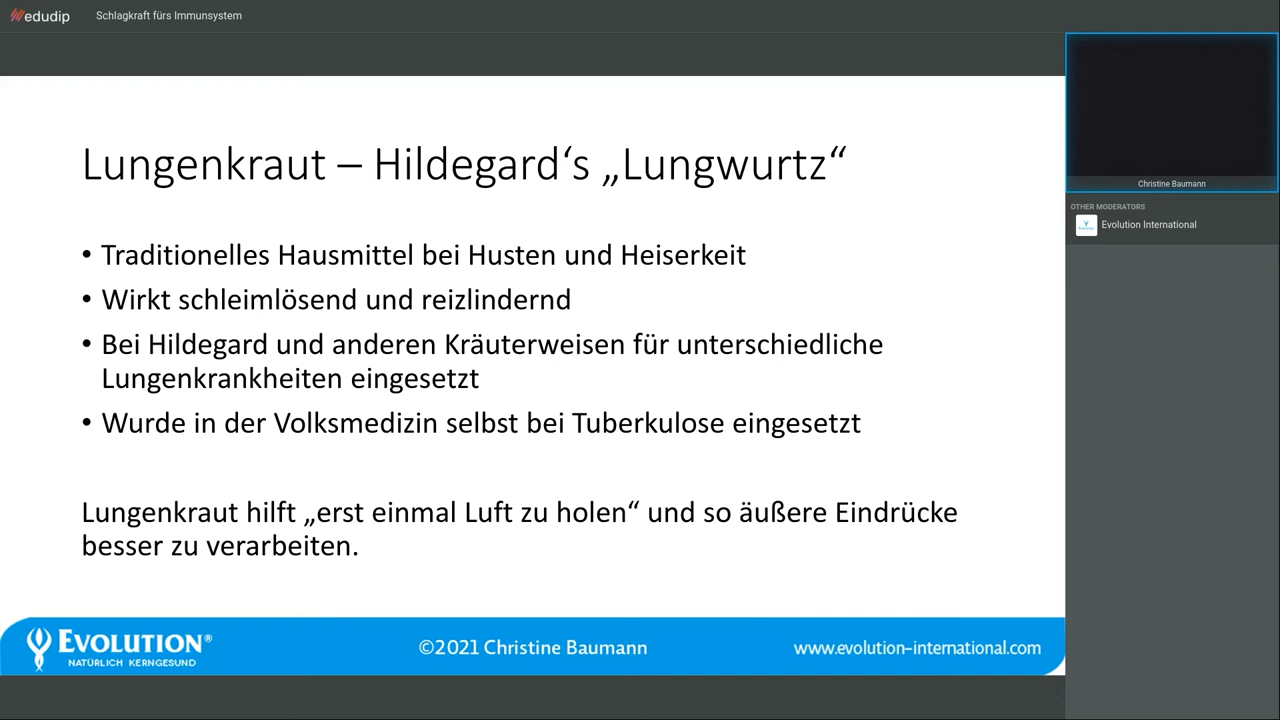 edudip
Schlagkraft fürs Immunsystem
Lungenkraut – Hildegard‘s „Lungwurtz“
• Traditionelles Hausmittel bei Husten und Heiserkeit
• Wirkt schleimlösend und reizlindernd
• Bei Hildegard und anderen Kräuterweisen für unterschiedliche
Lungenkrankheiten eingesetzt
• Wurde in der Volksmedizin selbst bei Tuberkulose eingesetzt
Lungenkraut hilft „erst einmal Luft zu holen“ und so äußere Eindrücke
besser zu verarbeiten.
EVOLUTION®
NATÜRLICH KERNGESUND
©2021 Christine Baumann
www.evolution-international.com
Christine Baumann
OTHER MODERATORS
Evolution International